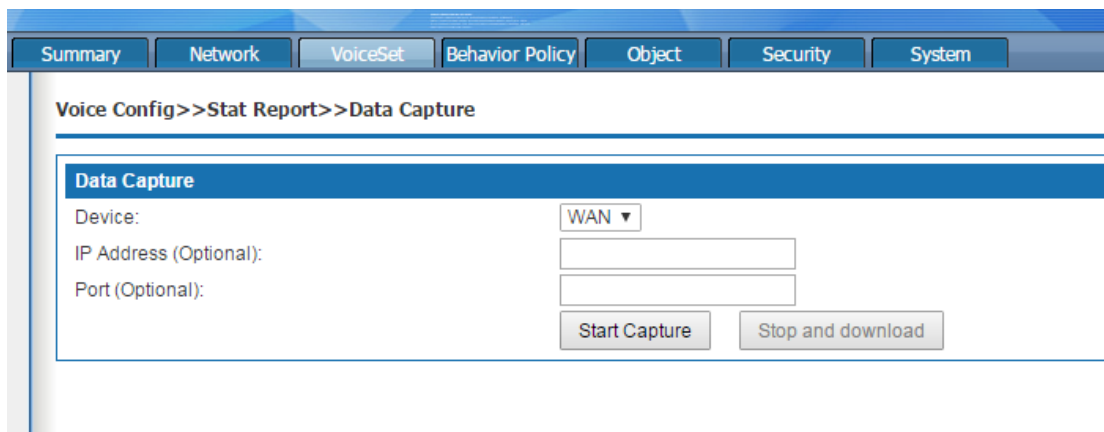 Summary Network VoiceSet Behavior Policy Object Security System
Voice Config>>Stat Report>>Data Capture
Data Capture
Device: WAN ▼
IP Address (Optional):
Port (Optional):
Start Capture Stop and download